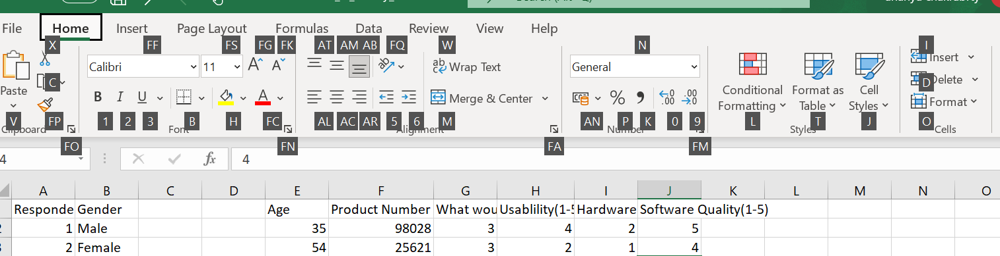 File Home Insert Page Layout Formulas Data Review View Help
X FF FS FG FK AT AM AB FQ W N I
Calibri 11 Wrap Text General Insert
C D Delete
Paste B I U A Merge & Center % Conditional Formatting Format as Table Cell Styles Format
V FP 1 2 3 B H FC AL AC AR 5 6 M AN P K 0 9 L T J O
Clipboard Font Alignment Number Styles Cells
FO FN FA FM
4 fx 4
A B C D E F G H I J K L M N O
Responde Gender Age Product Number What wou Usablility(1-5 Hardware Software Quality(1-5)
2 1 Male 35 98028 3 4 2 5
3 2 Female 54 25621 3 2 1 4